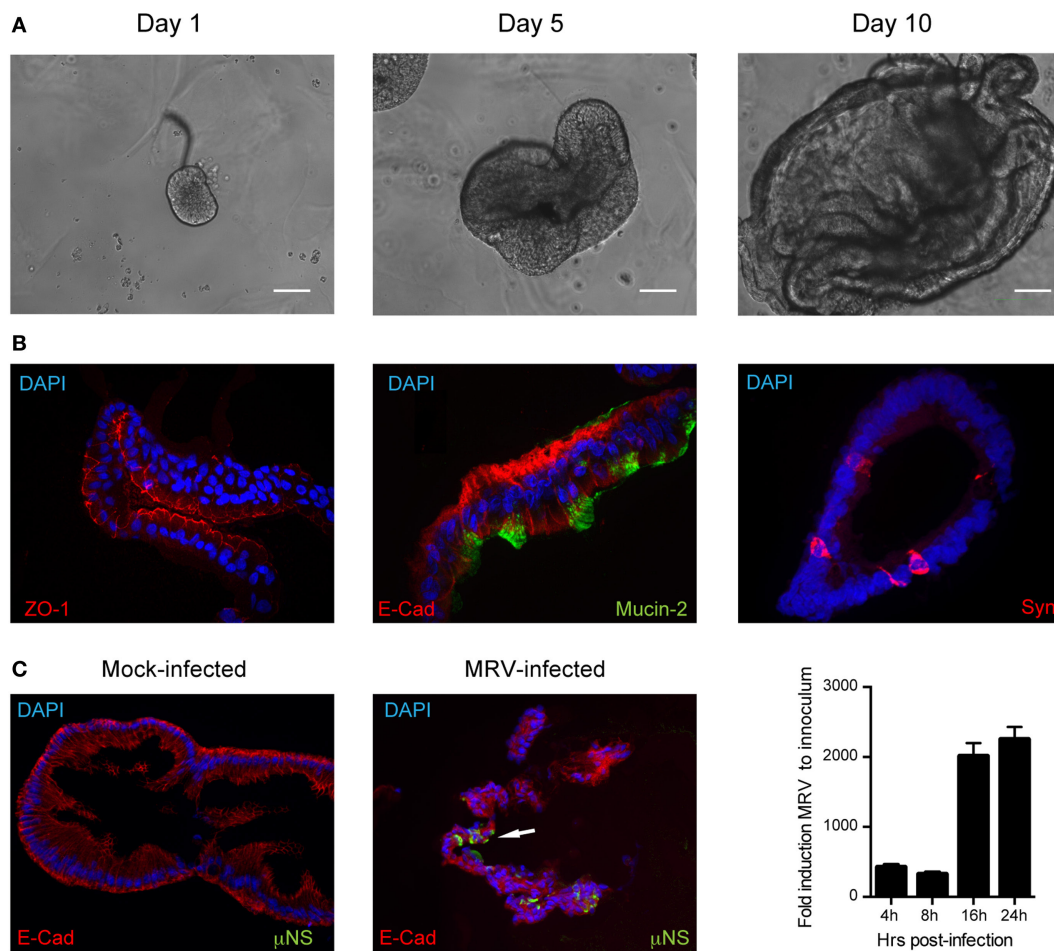 A
Day 1
Day 5
Day 10
B
DAPI
ZO-1
DAPI
E-Cad
Mucin-2
DAPI
Syn
C
Mock-infected
MRV-infected
DAPI
E-Cad
μNS
DAPI
E-Cad
μNS
Fold induction MRV to innoculum
3000
2000
1000
0
4h
8h
16h
24h
Hrs post-infection